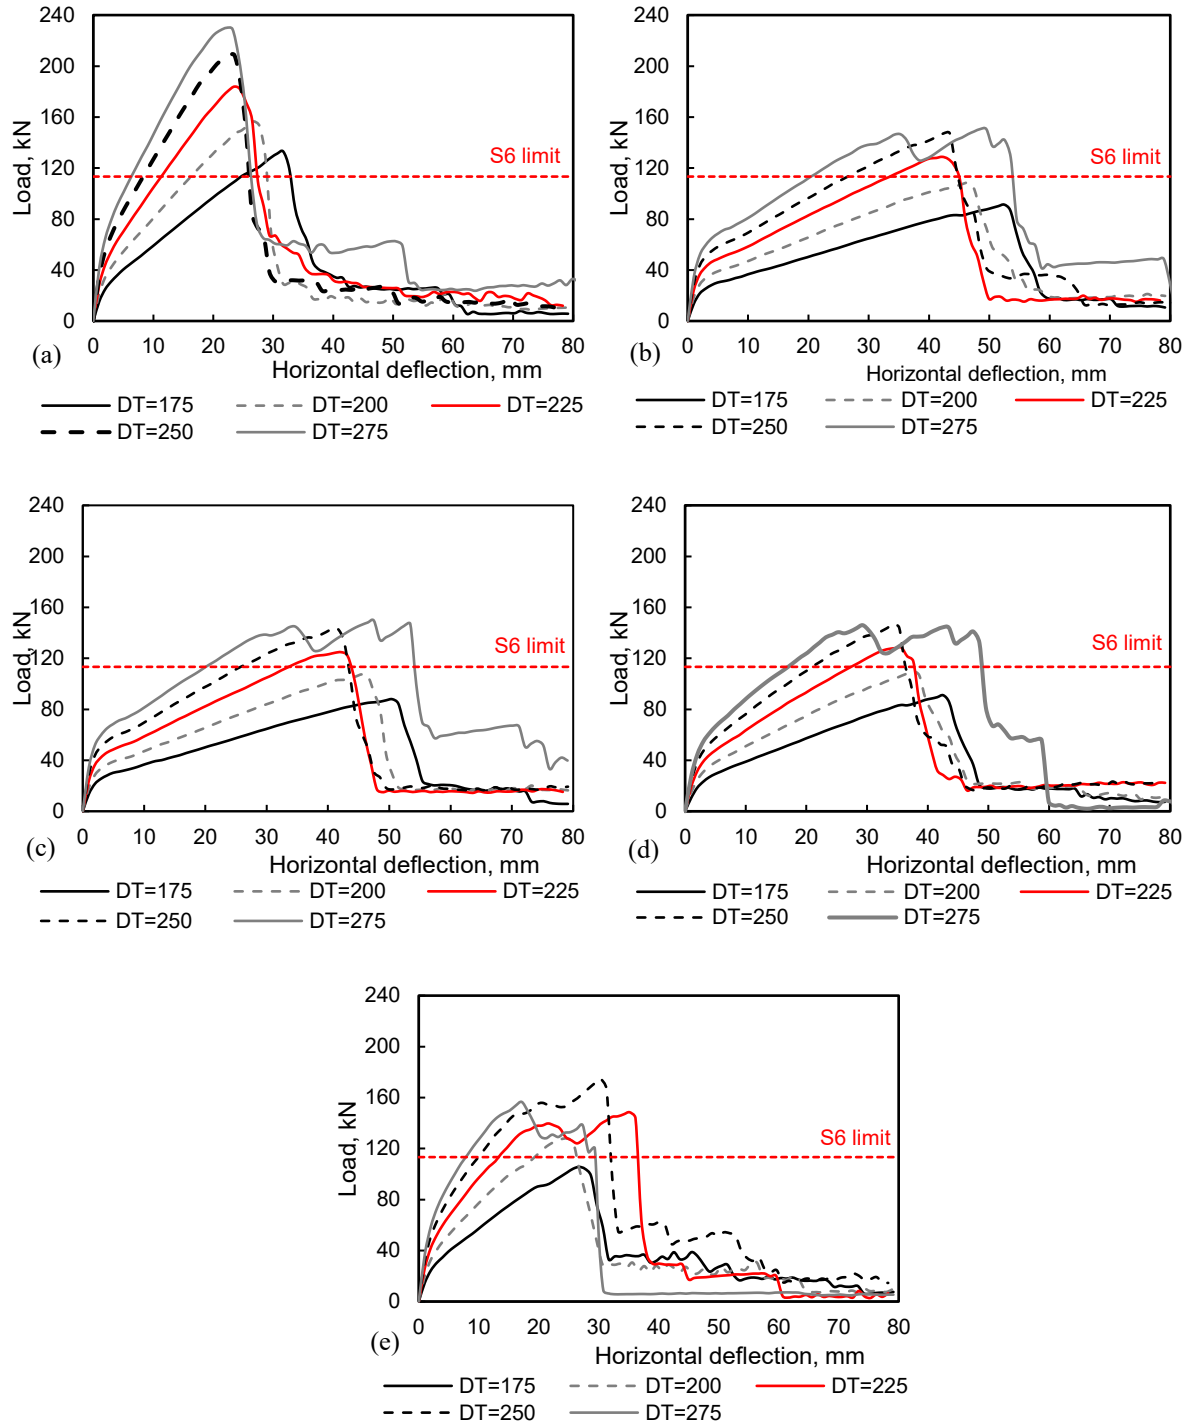 240
200
160
120
80
40
0
Load, kN
S6 limit
0 10 20 30 40 50 60 70 80
(a)
Horizontal deflection, mm
DT=175 DT=200 DT=225
DT=250 DT=275
240
200
160
120
80
40
0
Load, kN
S6 limit
0 10 20 30 40 50 60 70 80
(b)
Horizontal deflection, mm
DT=175 DT=200 DT=225
DT=250 DT=275
240
200
160
120
80
40
0
Load, kN
S6 limit
0 10 20 30 40 50 60 70 80
(c)
Horizontal deflection, mm
DT=175 DT=200 DT=225
DT=250 DT=275
240
200
160
120
80
40
0
Load, kN
S6 limit
0 10 20 30 40 50 60 70 80
(d)
Horizontal deflection, mm
DT=175 DT=200 DT=225
DT=250 DT=275
240
200
160
120
80
40
0
Load, kN
S6 limit
0 10 20 30 40 50 60 70 80
(e)
Horizontal deflection, mm
DT=175 DT=200 DT=225
DT=250 DT=275